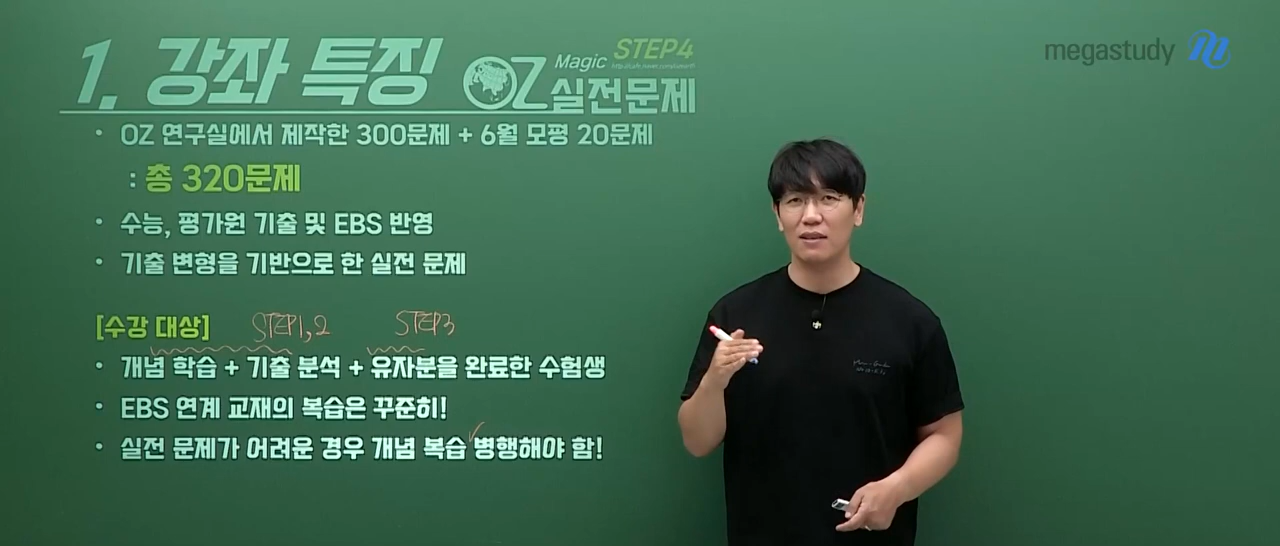 megastudy
1. 강좌 특징
OZ Magic STEP4
실전문제
• OZ 연구실에서 제작한 300문제 + 6월 모평 20문제
: 총 320문제
• 수능, 평가원 기출 및 EBS 반영
• 기출 변형을 기반으로 한 실전 문제
[수강 대상] STEP1,2 STEP3
• 개념 학습 + 기출 분석 + 유자분을 완료한 수험생
• EBS 연계 교재의 복습은 꾸준히!
• 실전 문제가 어려운 경우 개념 복습 병행해야 함!